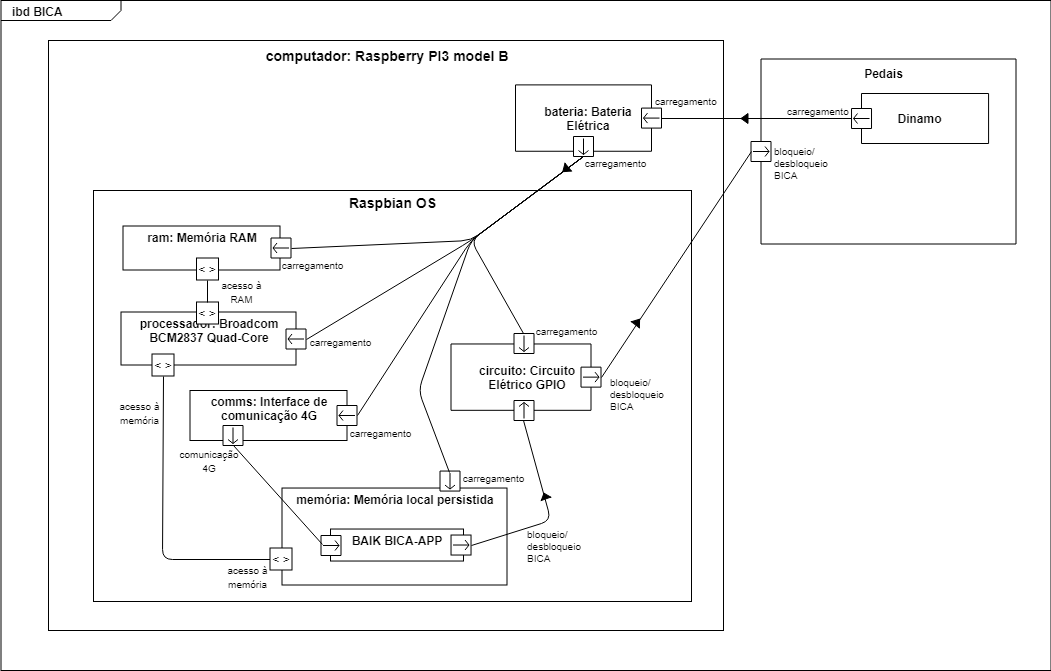 ibd BICA
computador: Raspberry PI3 model B
Pedais
bateria: Bateria
Elétrica
carregamento
carregamento
Dinamo
carregamento
bloqueio/
desbloqueio
BICA
Raspbian OS
ram: Memória RAM
carregamento
< >
acesso à
RAM
< >
processador: Broadcom
BCM2837 Quad-Core
carregamento
< >
carregamento
circuito: Circuito
Elétrico GPIO
bloqueio/
desbloqueio
BICA
acesso à
memória
comms: Interface de
comunicação 4G
carregamento
comunicação
4G
carregamento
memória: Memória local persistida
BAIK BICA-APP
bloqueio/
desbloqueio
BICA
< >
acesso à
memória